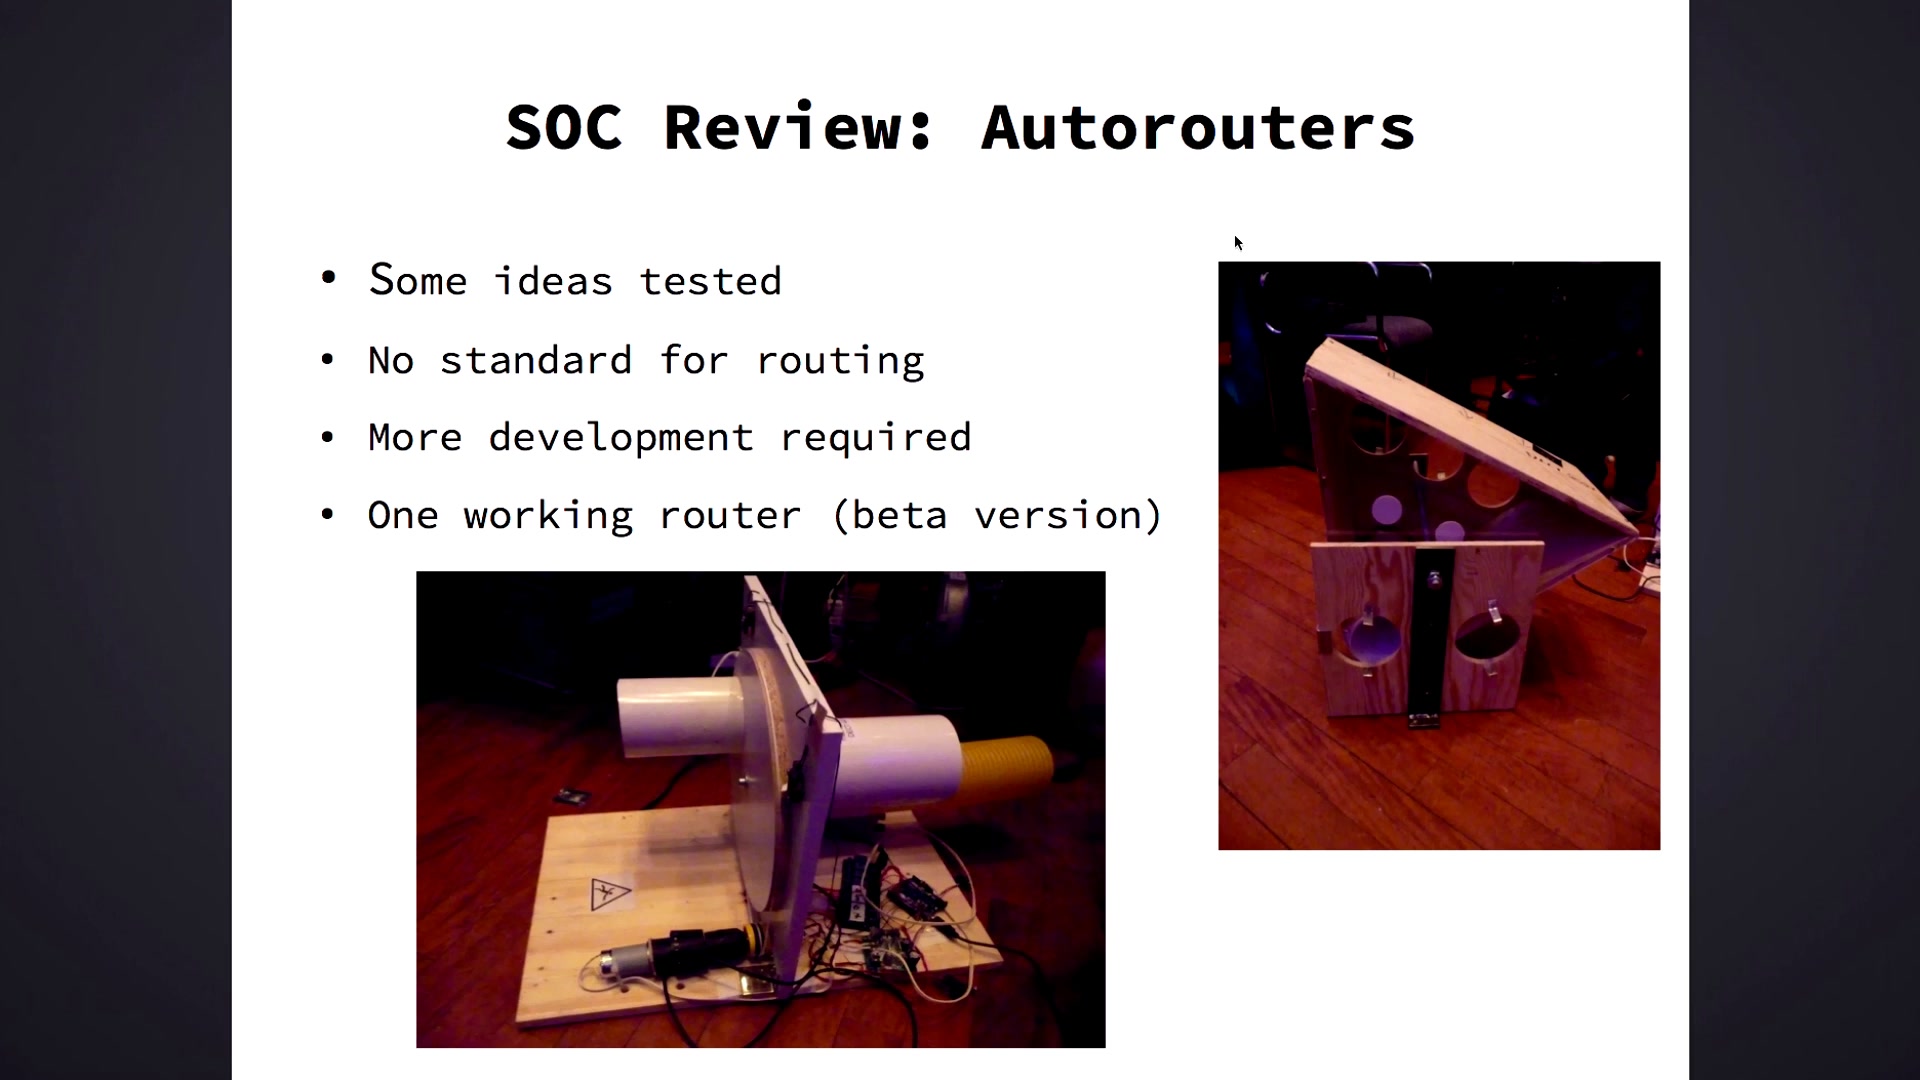 SOC Review: Autorouters
• Some ideas tested
• No standard for routing
• More development required
• One working router (beta version)